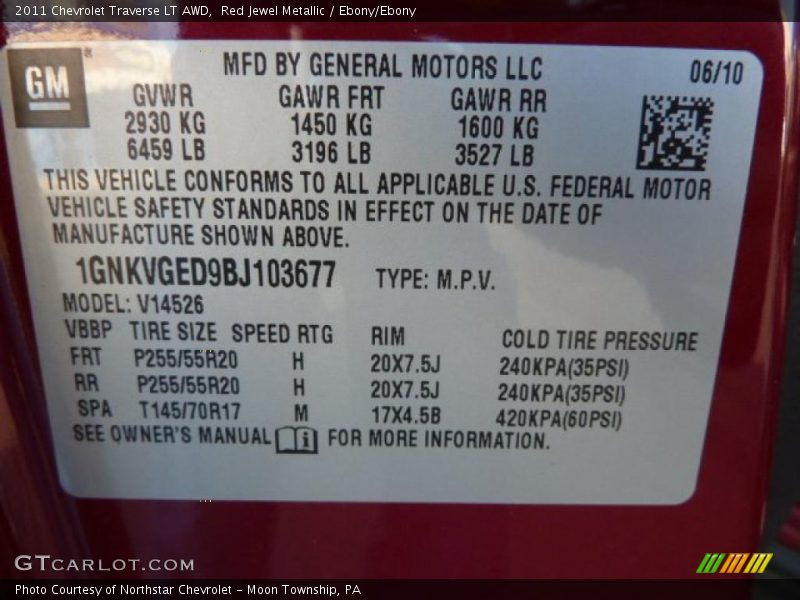 2011 Chevrolet Traverse LT AWD, Red Jewel Metallic / Ebony/Ebony
GM
MFD BY GENERAL MOTORS LLC
06/10
GVWR GAWR FRT GAWR RR
2930 KG 1450 KG 1600 KG
6459 LB 3196 LB 3527 LB
THIS VEHICLE CONFORMS TO ALL APPLICABLE U.S. FEDERAL MOTOR
VEHICLE SAFETY STANDARDS IN EFFECT ON THE DATE OF
MANUFACTURE SHOWN ABOVE.
1GNKVGED9BJ103677 TYPE: M.P.V.
MODEL: V14526
VBBP TIRE SIZE SPEED RTG RIM COLD TIRE PRESSURE
FRT P255/55R20 H 20X7.5J 240KPA(35PSI)
RR P255/55R20 H 20X7.5J 240KPA(35PSI)
SPA T145/70R17 M 17X4.5B 420KPA(60PSI)
SEE OWNER'S MANUAL i FOR MORE INFORMATION.
GTCARLOT.COM
Photo Courtesy of Northstar Chevrolet - Moon Township, PA